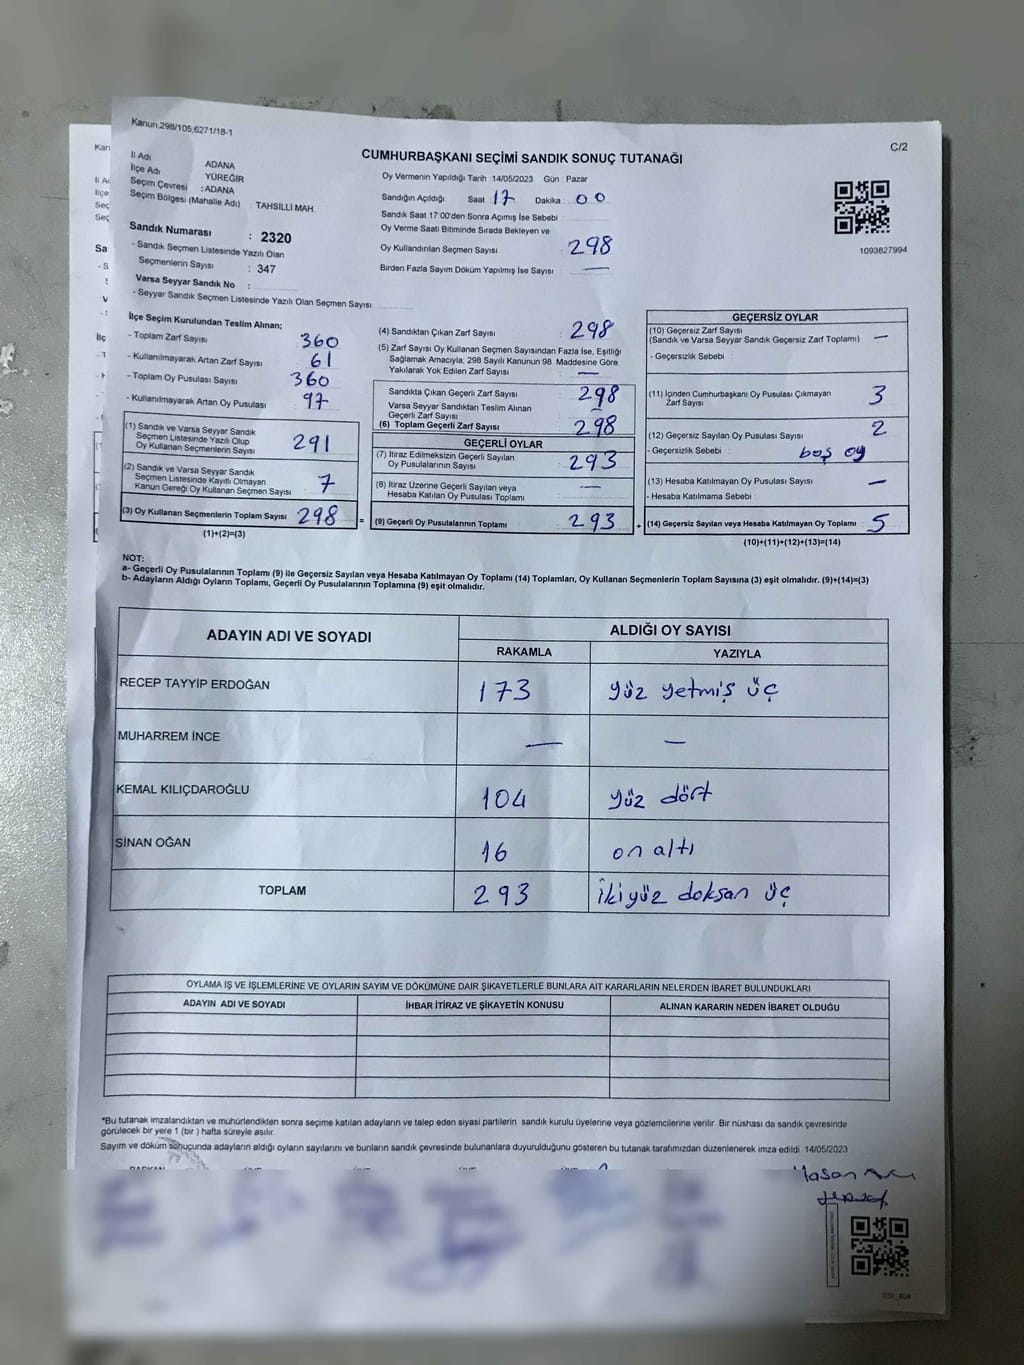 Kanun.298/105,6271/18-1
C/2
CUMHURBAŞKANI SEÇİMİ SANDIK SONUÇ TUTANAĞI
İl Adı ADANA
İlçe Adı YÜREĞİR
Seçim Çevresi : ADANA
Seçim Bölgesi (Mahalle Adı) TAHSİLLİ MAH.
Sandık Numarası : 2320
- Sandık Seçmen Listesinde Yazılı Olan
Seçmenlerin Sayısı : 347
Varsa Seyyar Sandık No :
- Seyyar Sandık Seçmen Listesinde Yazılı Olan Seçmen Sayısı
Oy Vermenin Yapıldığı Tarih : 14/05/2023 Gün : Pazar
Sandığın Açıldığı Saat 17 Dakika 00
Sandık Saat 17:00'den Sonra Açımış İse Sebebi
Oy Verme Saati Bitiminde Sırada Bekleyen ve
Oy Kullandırılan Seçmen Sayısı 298
Birden Fazla Sayım Döküm Yapılmış İse Sayısı —
1093827994
İlçe Seçim Kurulundan Teslim Alınan;
- Toplam Zarf Sayısı 360
- Kullanılmayarak Artan Zarf Sayısı 61
- Toplam Oy Pusulası Sayısı 360
- Kullanılmayarak Artan Oy Pusulası 97
(1) Sandık ve Varsa Seyyar Sandık
Seçmen Listesinde Yazılı Olup
Oy Kullanan Seçmenlerin Sayısı 291
(2) Sandık ve Varsa Seyyar Sandık
Seçmen Listesinde Kayıtlı Olmayan
Kanun Gereği Oy Kullanan Seçmen Sayısı 7
(3) Oy Kullanan Seçmenlerin Toplam Sayısı 298 =
(1)+(2)=(3)
(4) Sandıktan Çıkan Zarf Sayısı 298
(5) Zarf Sayısı Oy Kullanan Seçmen Sayısından Fazla İse, Eşitliği
Sağlamak Amacıyla, 298 Sayılı Kanunun 98. Maddesine Göre
Yakılarak Yok Edilen Zarf Sayısı —
Sandıkta Çıkan Geçerli Zarf Sayısı 298
Varsa Seyyar Sandıktan Teslim Alınan
Geçerli Zarf Sayısı —
(6) Toplam Geçerli Zarf Sayısı 298
GEÇERLİ OYLAR
(7) İtiraz Edilmeksizin Geçerli Sayılan
Oy Pusulalarının Sayısı 293
(8) İtiraz Üzerine Geçerli Sayılan veya
Hesaba Katılan Oy Pusulası Toplamı —
(9) Geçerli Oy Pusulalarının Toplamı 293 +
GEÇERSİZ OYLAR
(10) Geçersiz Zarf Sayısı
(Sandık ve Varsa Seyyar Sandık Geçersiz Zarf Toplamı) —
- Geçersizlik Sebebi :
(11) İçinden Cumhurbaşkanı Oy Pusulası Çıkmayan
Zarf Sayısı 3
(12) Geçersiz Sayılan Oy Pusulası Sayısı 2
- Geçersizlik Sebebi : boş oy
(13) Hesaba Katılmayan Oy Pusulası Sayısı —
- Hesaba Katılmama Sebebi :
(14) Geçersiz Sayılan veya Hesaba Katılmayan Oy Toplamı 5
(10)+(11)+(12)+(13)=(14)
NOT:
a- Geçerli Oy Pusulalarının Toplamı (9) ile Geçersiz Sayılan veya Hesaba Katılmayan Oy Toplamı (14) Toplamları, Oy Kullanan Seçmenlerin Toplam Sayısına (3) eşit olmalıdır. (9)+(14)=(3)
b- Adayların Aldığı Oyların Toplamı, Geçerli Oy Pusulalarının Toplamına (9) eşit olmalıdır.
ADAYIN ADI VE SOYADI ALDIĞI OY SAYISI
RAKAMLA YAZIYLA
RECEP TAYYİP ERDOĞAN 173 yüz yetmiş üç
MUHARREM İNCE — —
KEMAL KILIÇDAROĞLU 104 yüz dört
SİNAN OĞAN 16 on altı
TOPLAM 293 ikiyüz doksan üç
OYLAMA İŞ VE İŞLEMLERİNE VE OYLARIN SAYIM VE DÖKÜMÜNE DAİR ŞİKAYETLERLE BUNLARA AİT KARARLARIN NELERDEN İBARET BULUNDUKLARI
ADAYIN ADI VE SOYADI İHBAR İTİRAZ VE ŞİKAYETİN KONUSU ALINAN KARARIN NEDEN İBARET OLDUĞU
*Bu tutanak imzalandıktan ve mühürlendikten sonra seçime katılan adayların ve talep eden siyasi partilerin sandık kurulu üyelerine veya gözlemcilerine verilir. Bir nüshası da sandık çevresinde
görülecek bir yere 1 (bir ) hafta süreyle asılır.
Sayım ve döküm sonuçunda adayların aldığı oyların sayılarını ve bunların sandık çevresinde bulunanlara duyurulduğunu gösteren bu tutanak tarafımızdan düzenlenerek imza edildi. 14/05/2023